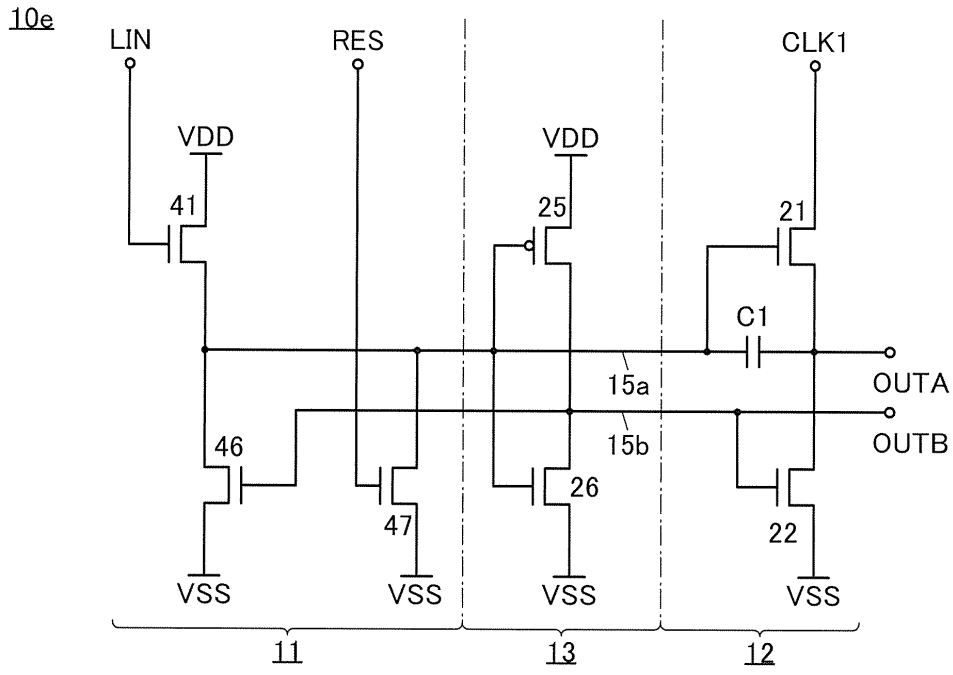 10e
LIN
RES
CLK1
VDD
VDD
41
25
21
C1
15a
OUTA
15b
OUTB
46
47
26
22
VSS
VSS
VSS
VSS
11
13
12